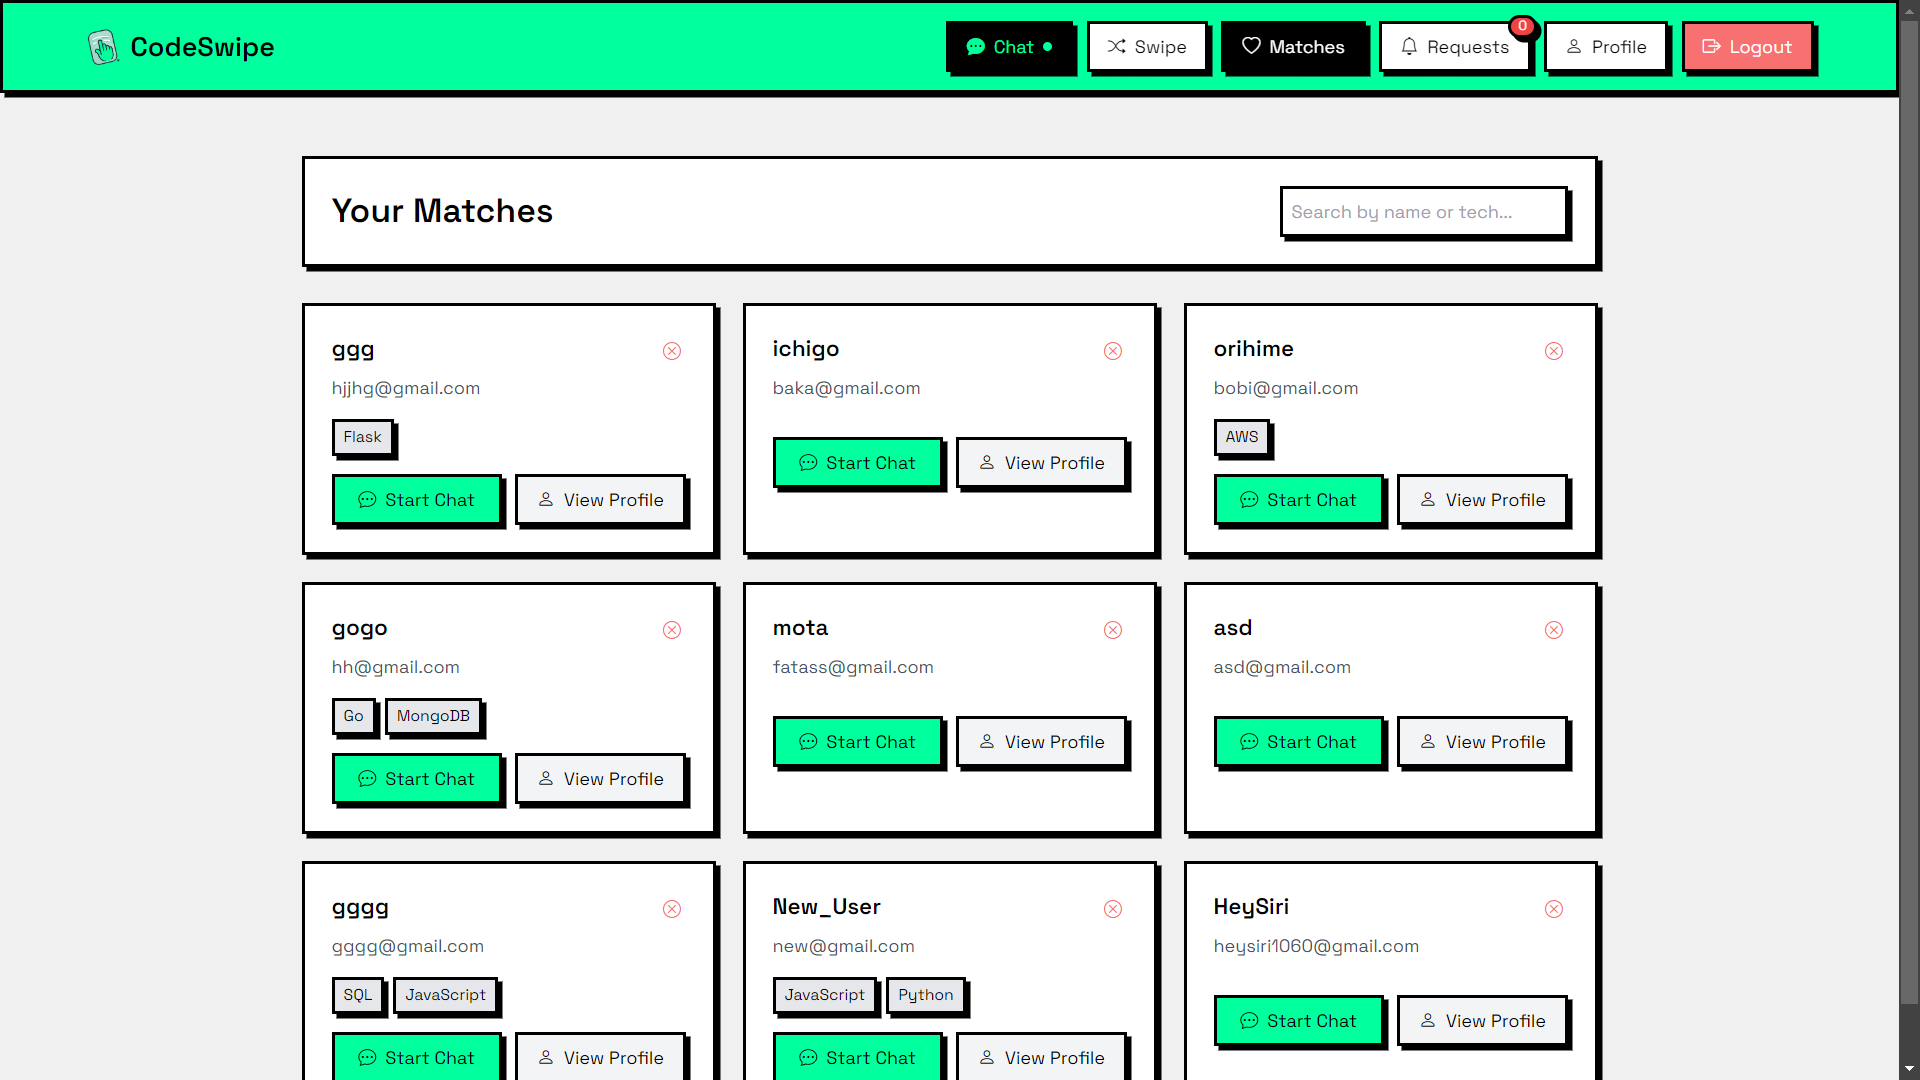 CodeSwipe
Chat
Swipe
Matches
Requests
0
Profile
Logout
Your Matches
Search by name or tech...
ggg
hjjhg@gmail.com
Flask
Start Chat
View Profile
ichigo
baka@gmail.com
Start Chat
View Profile
orihime
bobi@gmail.com
AWS
Start Chat
View Profile
gogo
hh@gmail.com
Go MongoDB
Start Chat
View Profile
mota
fatass@gmail.com
Start Chat
View Profile
asd
asd@gmail.com
Start Chat
View Profile
gggg
gggg@gmail.com
SQL JavaScript
Start Chat
View Profile
New_User
new@gmail.com
JavaScript Python
Start Chat
View Profile
HeySiri
heysiri1060@gmail.com
Start Chat
View Profile